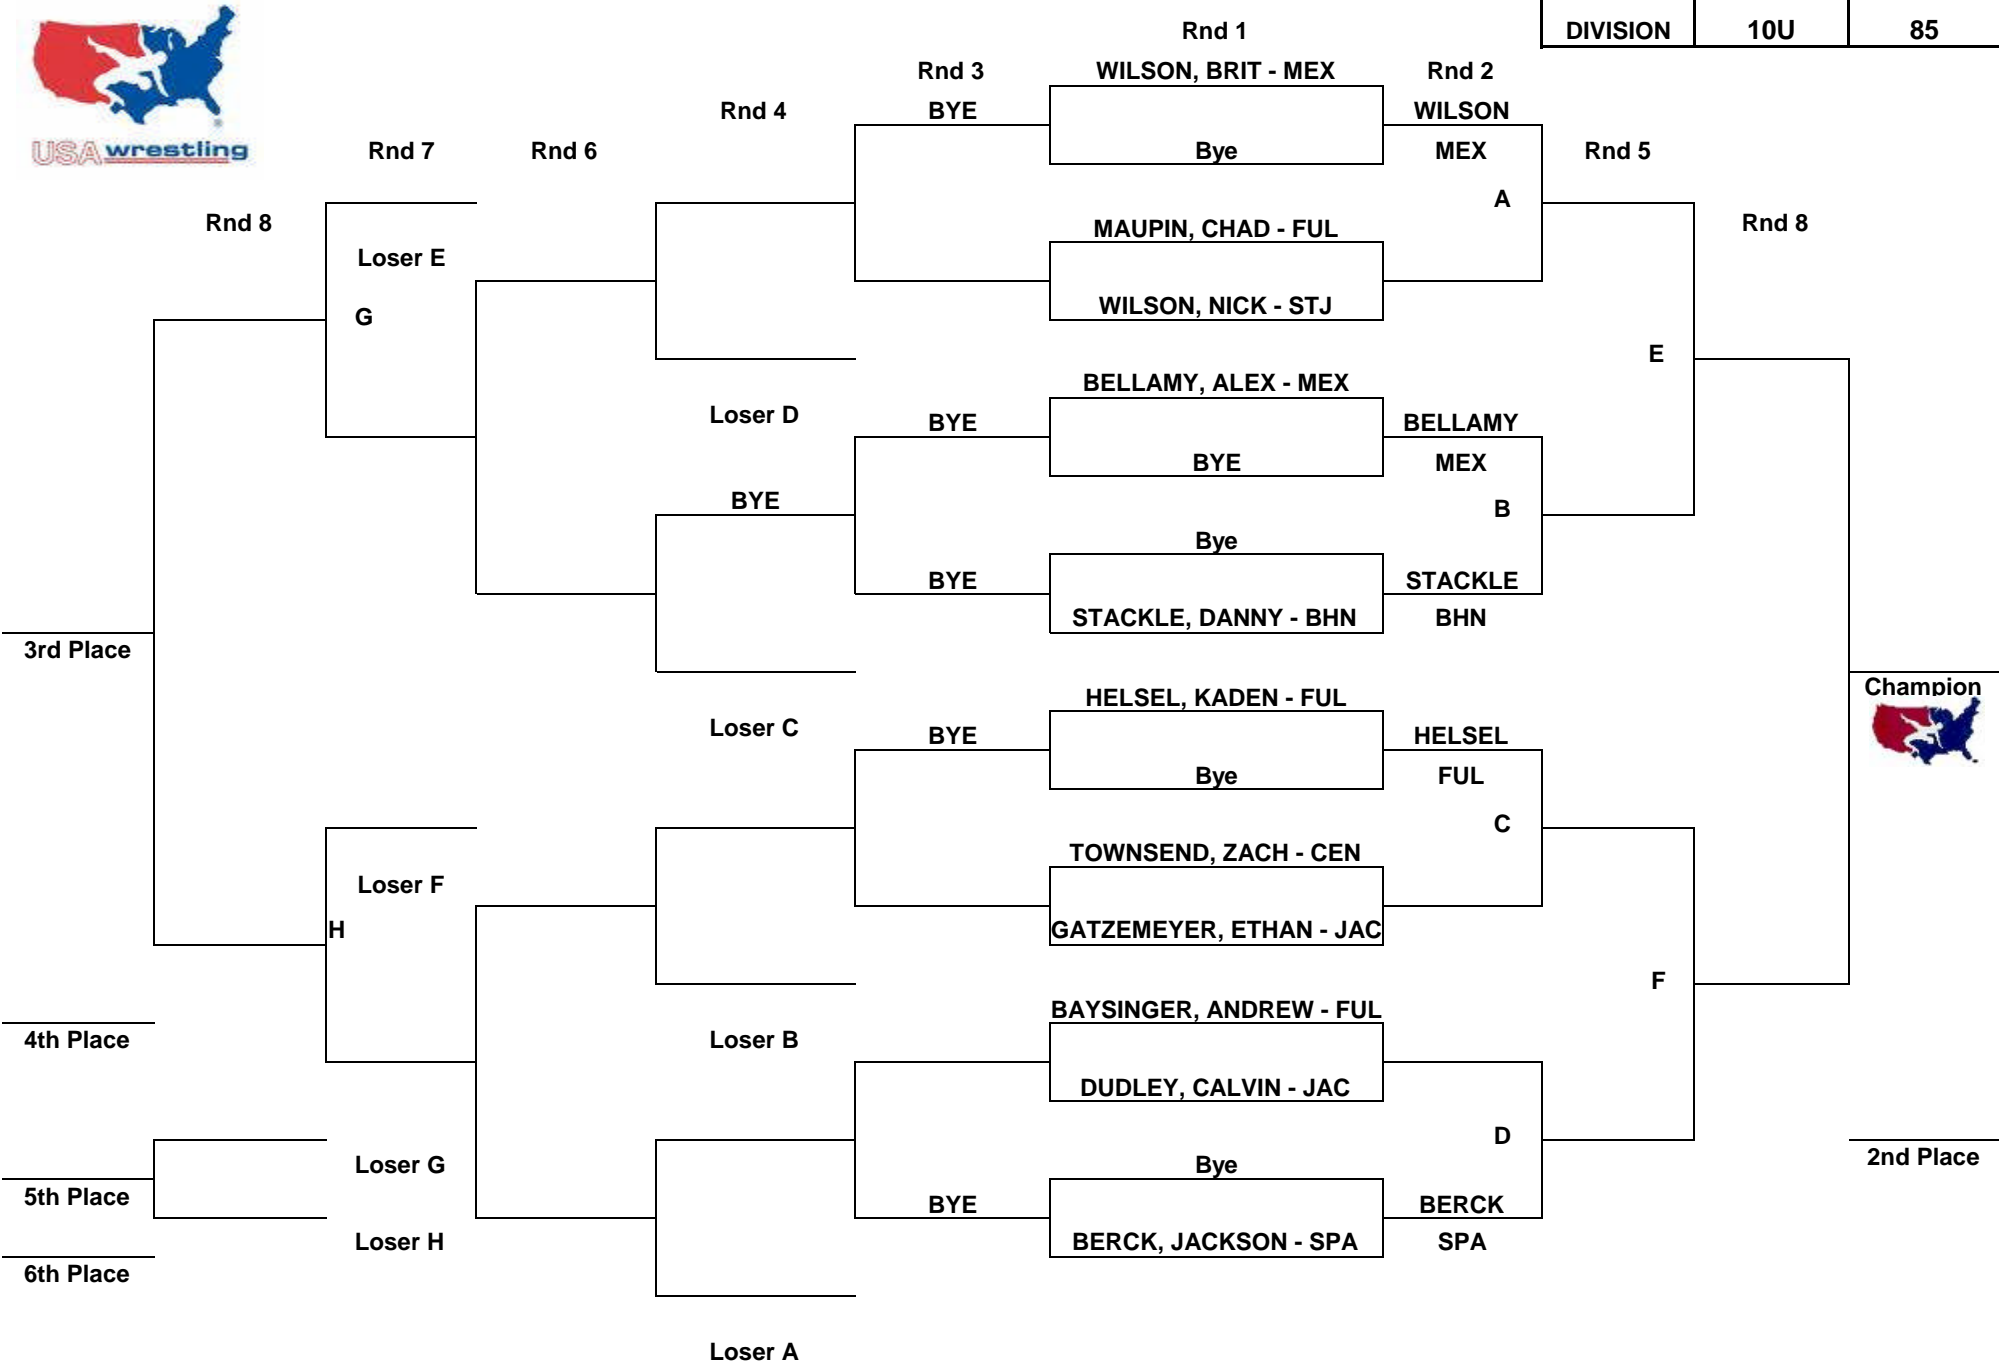 Rnd 1
DIVISION 10U 85
Rnd 3 WILSON, BRIT - MEX Rnd 2
Rnd 4 BYE WILSON
USA wrestling Rnd 7 Rnd 6 Bye MEX Rnd 5
A
Rnd 8 MAUPIN, CHAD - FUL Rnd 8
Loser E
G WILSON, NICK - STJ
E
BELLAMY, ALEX - MEX
Loser D BYE BELLAMY
BYE MEX
BYE B
Bye
BYE STACKLE
STACKLE, DANNY - BHN BHN
3rd Place
HELSEL, KADEN - FUL Champion
Loser C BYE HELSEL
Bye FUL
C
TOWNSEND, ZACH - CEN
Loser F
H GATZEMEYER, ETHAN - JAC
F
BAYSINGER, ANDREW - FUL
4th Place Loser B
DUDLEY, CALVIN - JAC
D
Loser G Bye 2nd Place
5th Place BYE BERCK
Loser H BERCK, JACKSON - SPA SPA
6th Place
Loser A